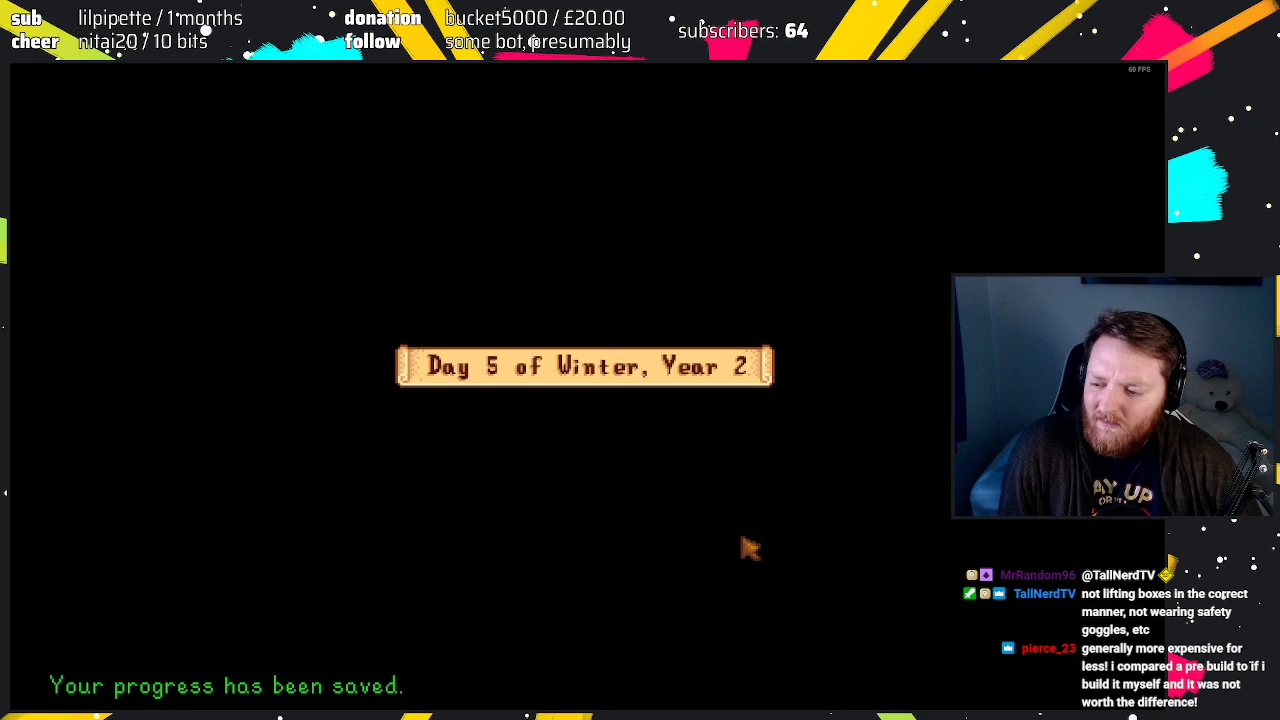 sub lilpipette / 1 months
cheer nitai20 / 10 bits
donation bucket5000 / £20.00
follow some bot, presumably
subscribers: 64
60 FPS
Day 5 of Winter, Year 2
Your progress has been saved.
MrRandom96 @TallNerdTV
TallNerdTV not lifting boxes in the correct
manner, not wearing safety
goggles, etc
pierce_23 generally more expensive for
less! i compared a pre build to if i
build it myself and it was not
worth the difference!